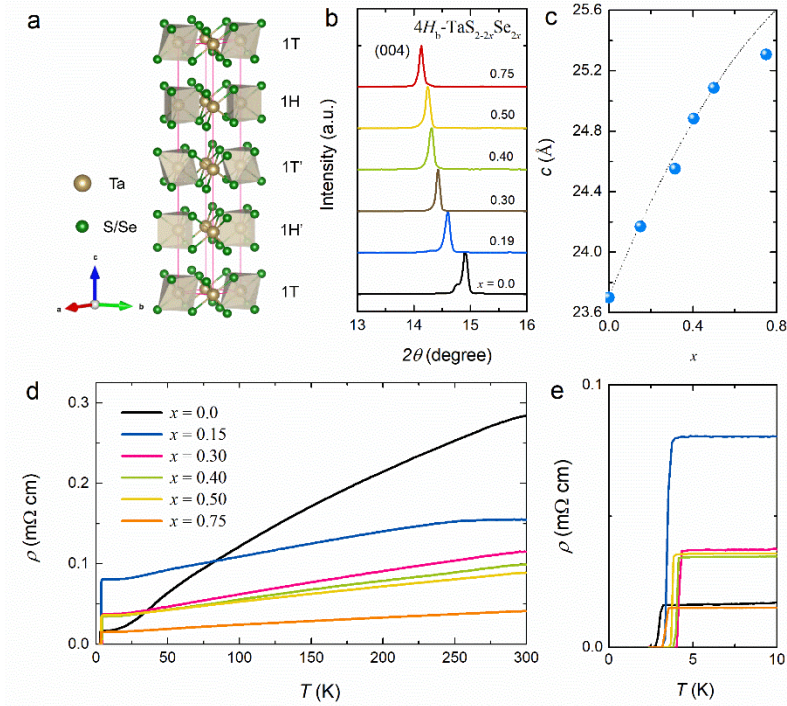 a
1T
1H
1T'
1H'
1T
Ta
S/Se
c
a
b
b
4Hb-TaS2-2xSe2x
(004)
0.75
0.50
0.40
0.30
0.19
x = 0.0
Intensity (a.u.)
13 14 15 16
2θ (degree)
c
25.6
25.2
24.8
24.4
24.0
23.6
c (Å)
0.0 0.4 0.8
x
d
0.3
0.2
0.1
0.0
ρ (mΩ cm)
x = 0.0
x = 0.15
x = 0.30
x = 0.40
x = 0.50
x = 0.75
0 50 100 150 200 250 300
T (K)
e
0.1
0.0
ρ (mΩ cm)
5 10
T (K)